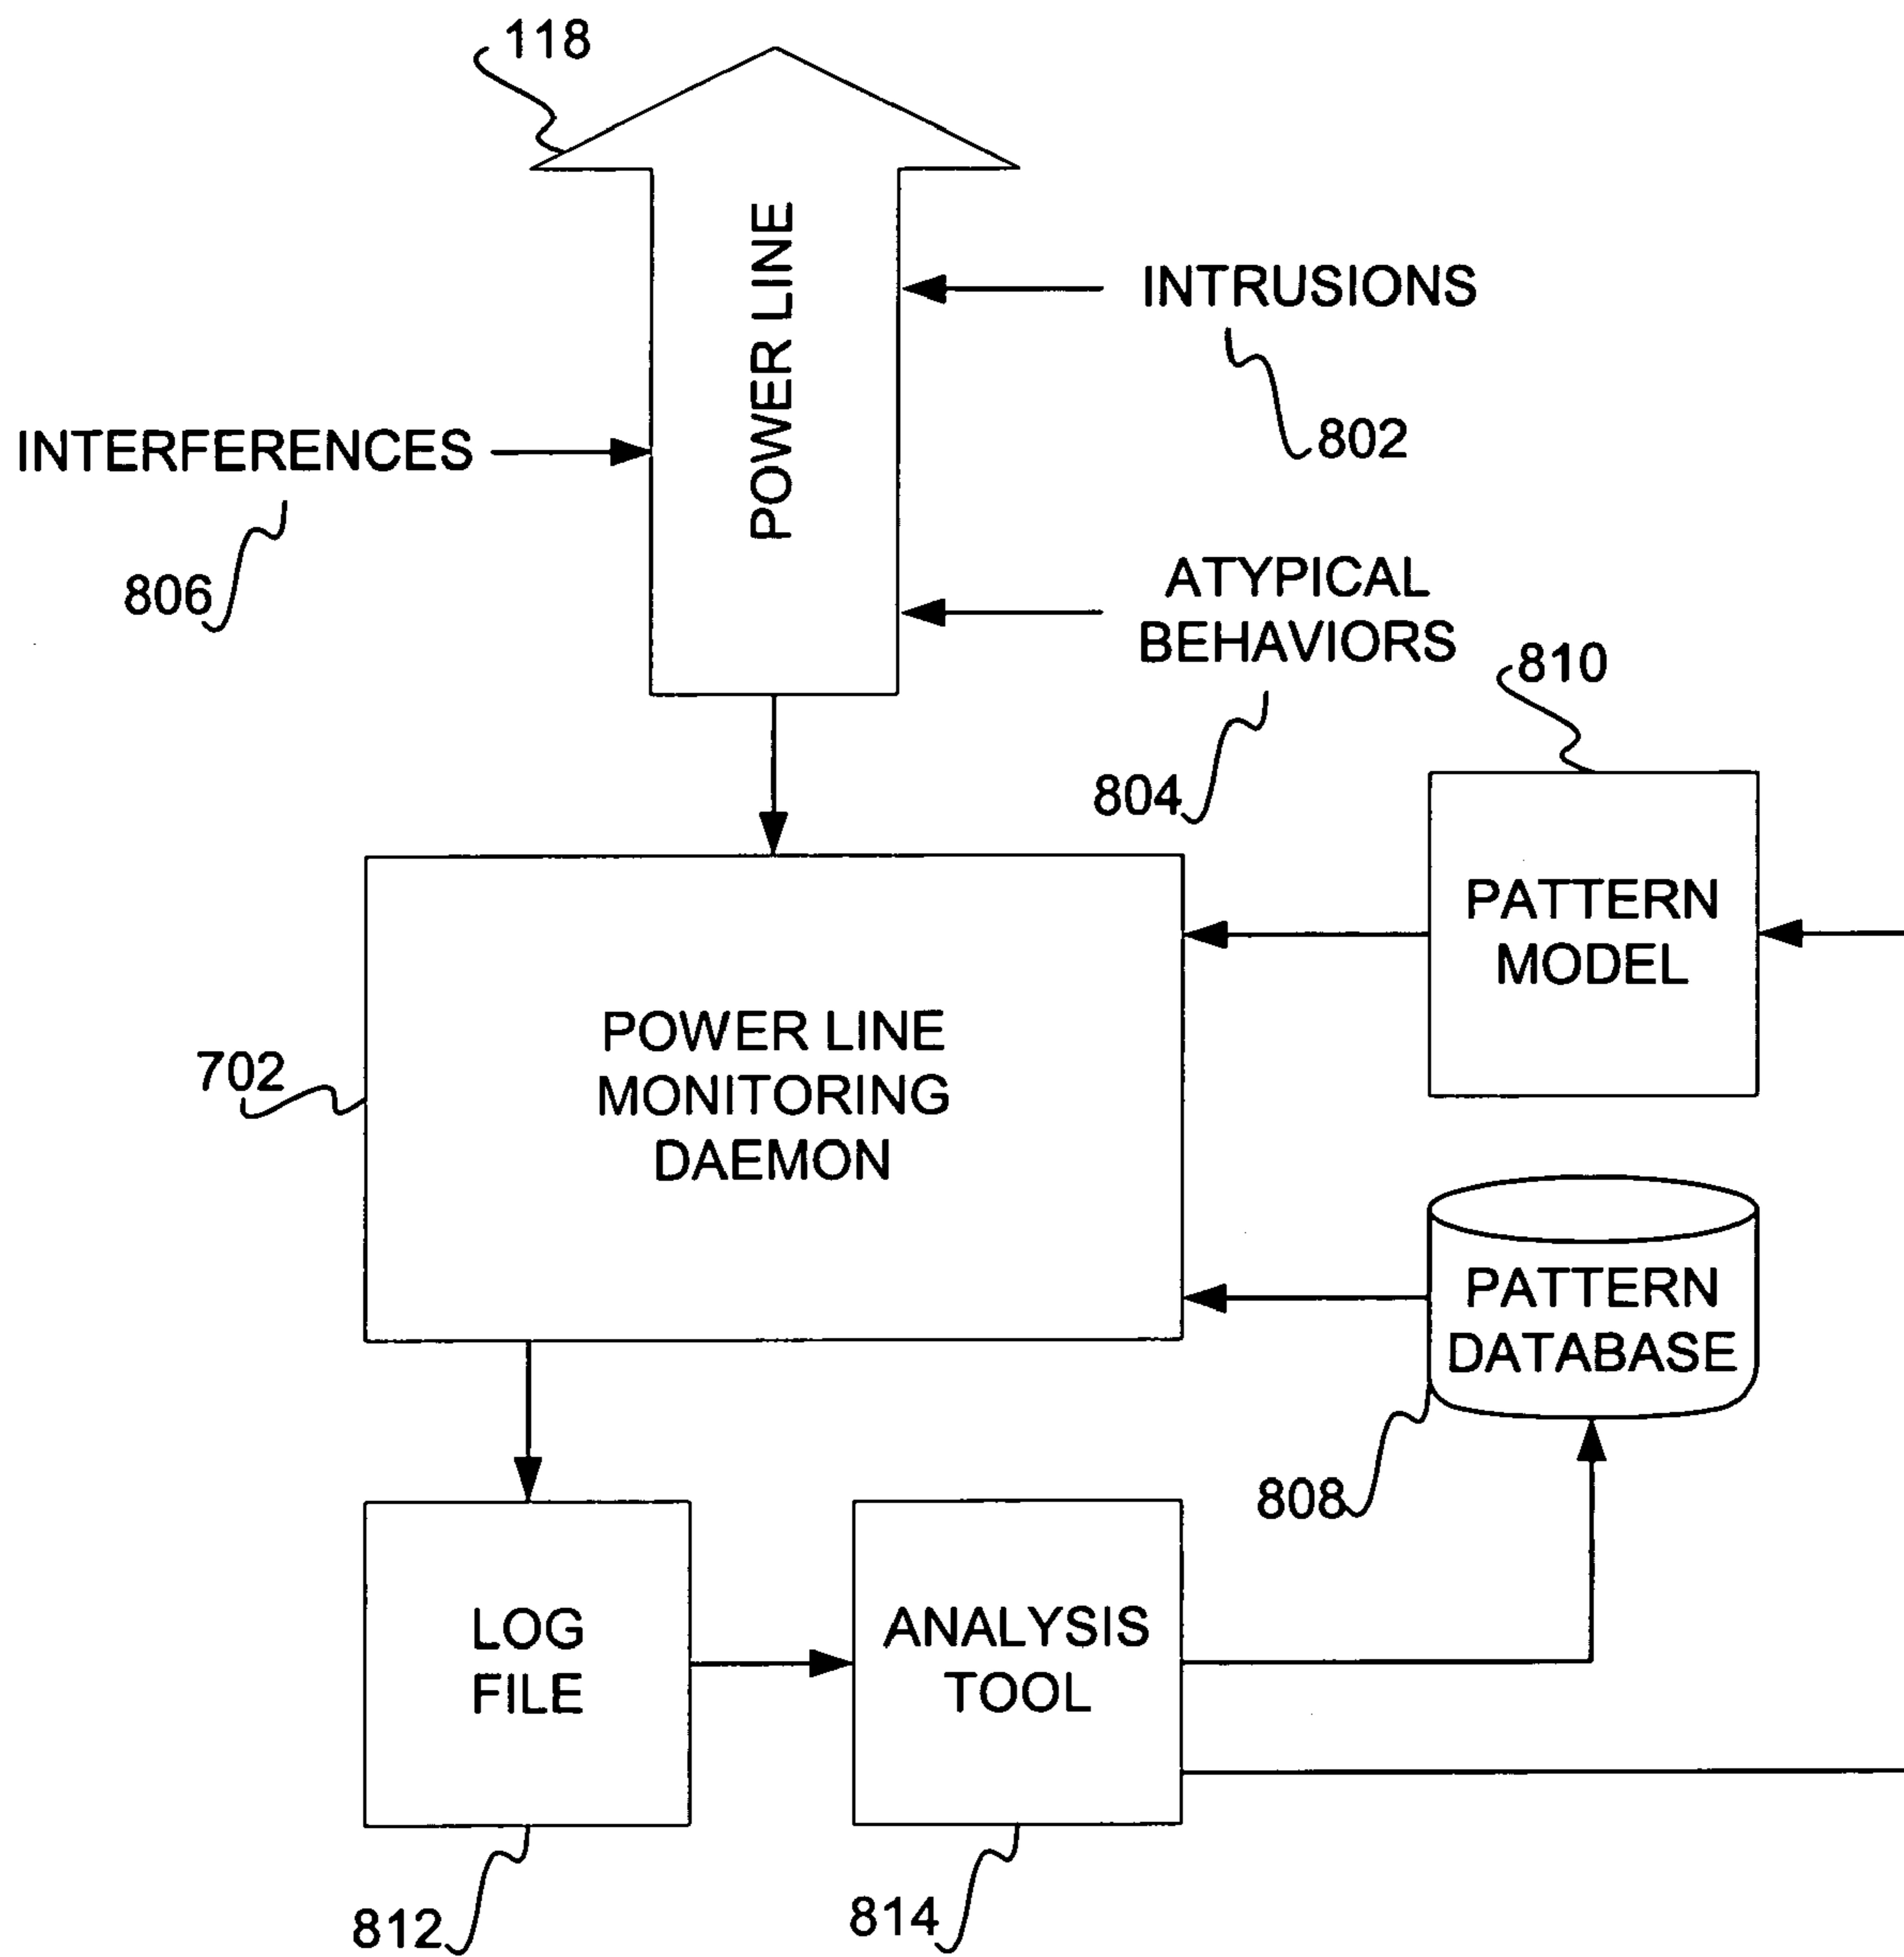 118
POWER LINE
INTRUSIONS
802
INTERFERENCES
806
ATYPICAL
BEHAVIORS
804
810
PATTERN
MODEL
POWER LINE
MONITORING
DAEMON
702
PATTERN
DATABASE
808
LOG
FILE
812
ANALYSIS
TOOL
814